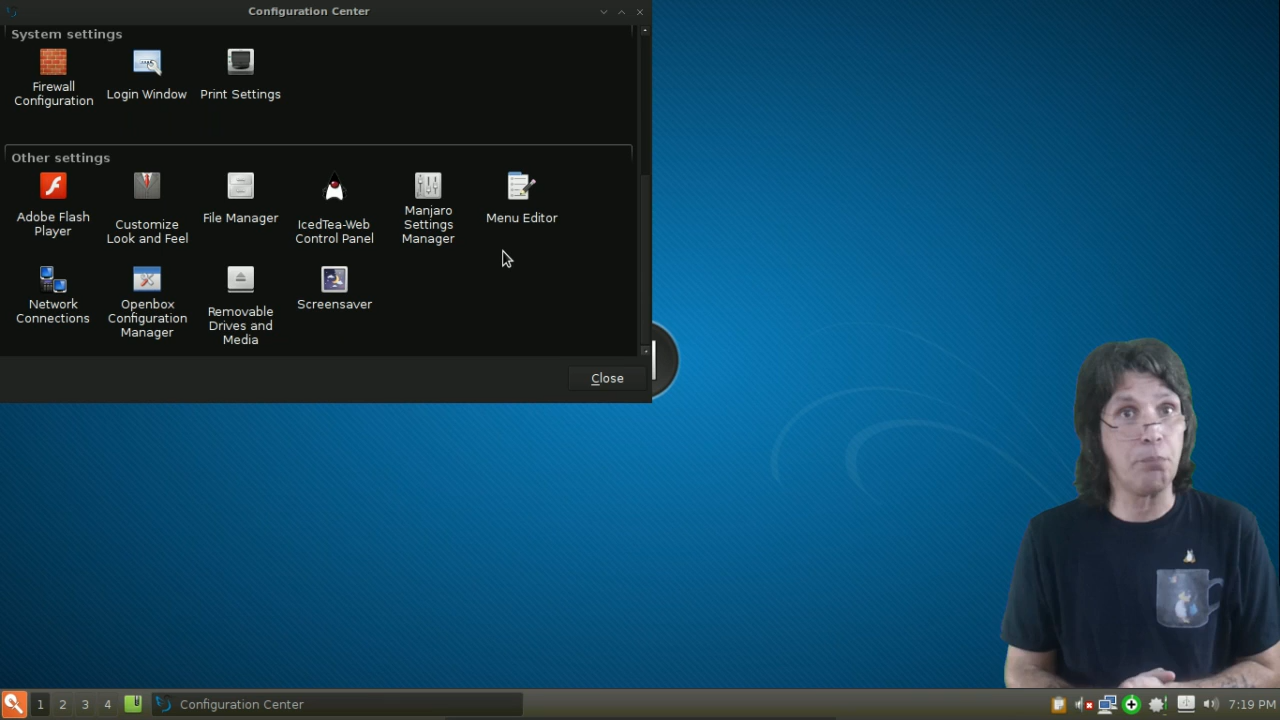 Configuration Center
System settings
Firewall
Configuration
Login Window
Print Settings
Other settings
Adobe Flash
Player
Customize
Look and Feel
File Manager
IcedTea-Web
Control Panel
Manjaro
Settings
Manager
Menu Editor
Network
Connections
Openbox
Configuration
Manager
Removable
Drives and
Media
Screensaver
Close
1 2 3 4
Configuration Center
7:19 PM